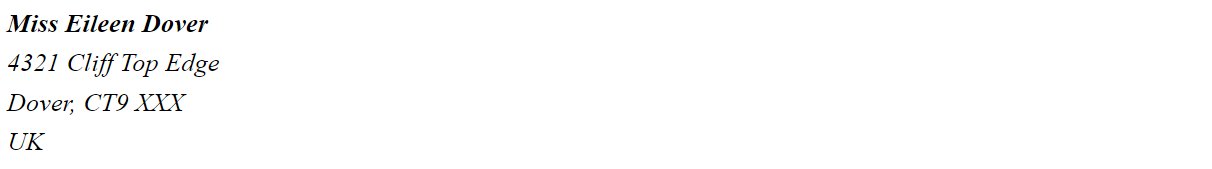 Miss Eileen Dover
4321 Cliff Top Edge
Dover, CT9 XXX
UK